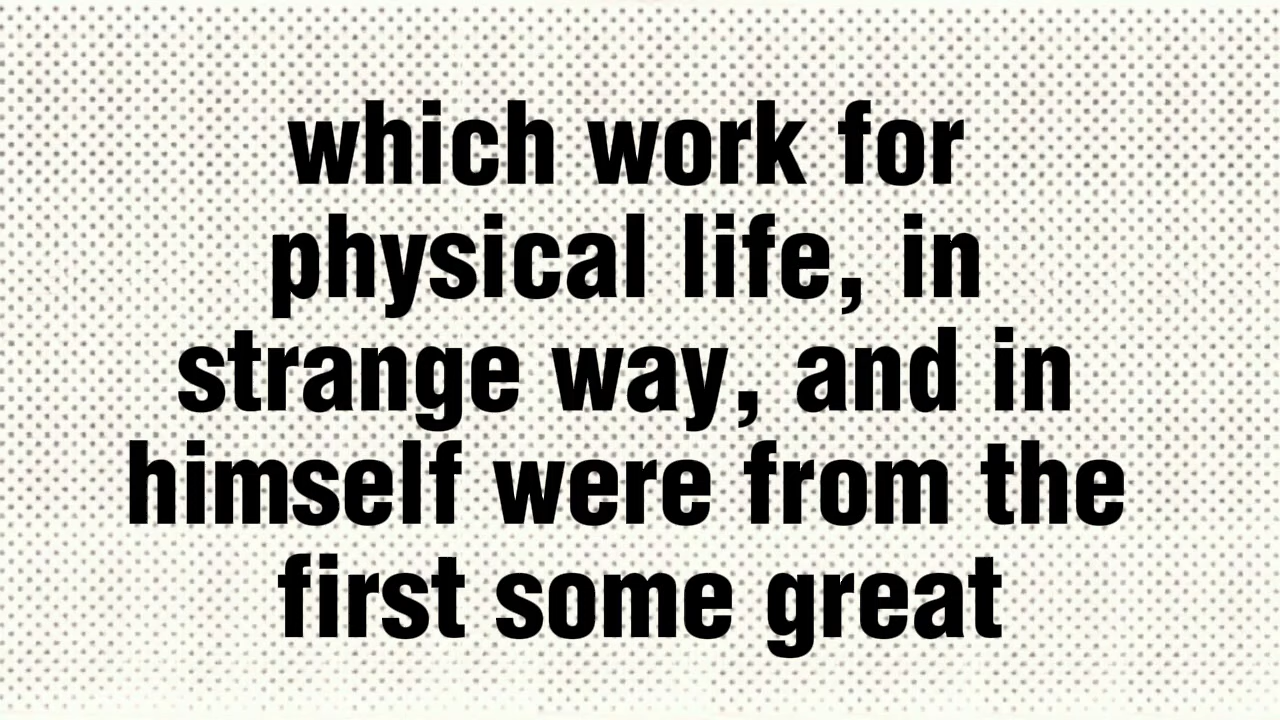 which work for
physical life, in
strange way, and in
himself were from the
first some great